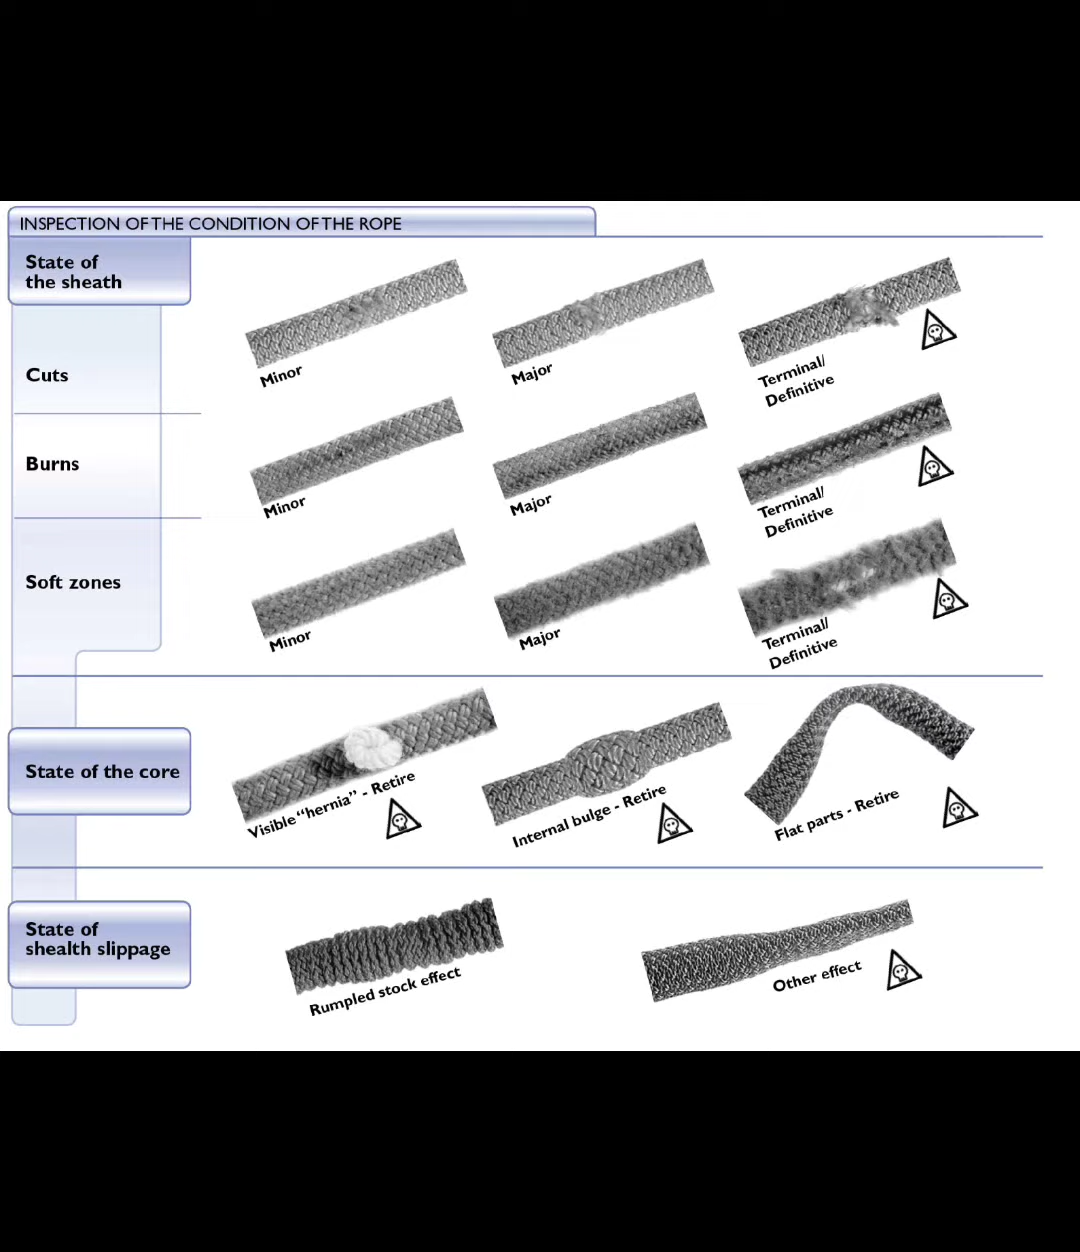 INSPECTION OF THE CONDITION OF THE ROPE
State of
the sheath
Cuts
Minor
Major
Terminal/
Definitive
Burns
Minor
Major
Terminal/
Definitive
Soft zones
Minor
Major
Terminal/
Definitive
State of the core
Visible “hernia” - Retire
Internal bulge - Retire
Flat parts - Retire
State of
shealth slippage
Rumpled stock effect
Other effect